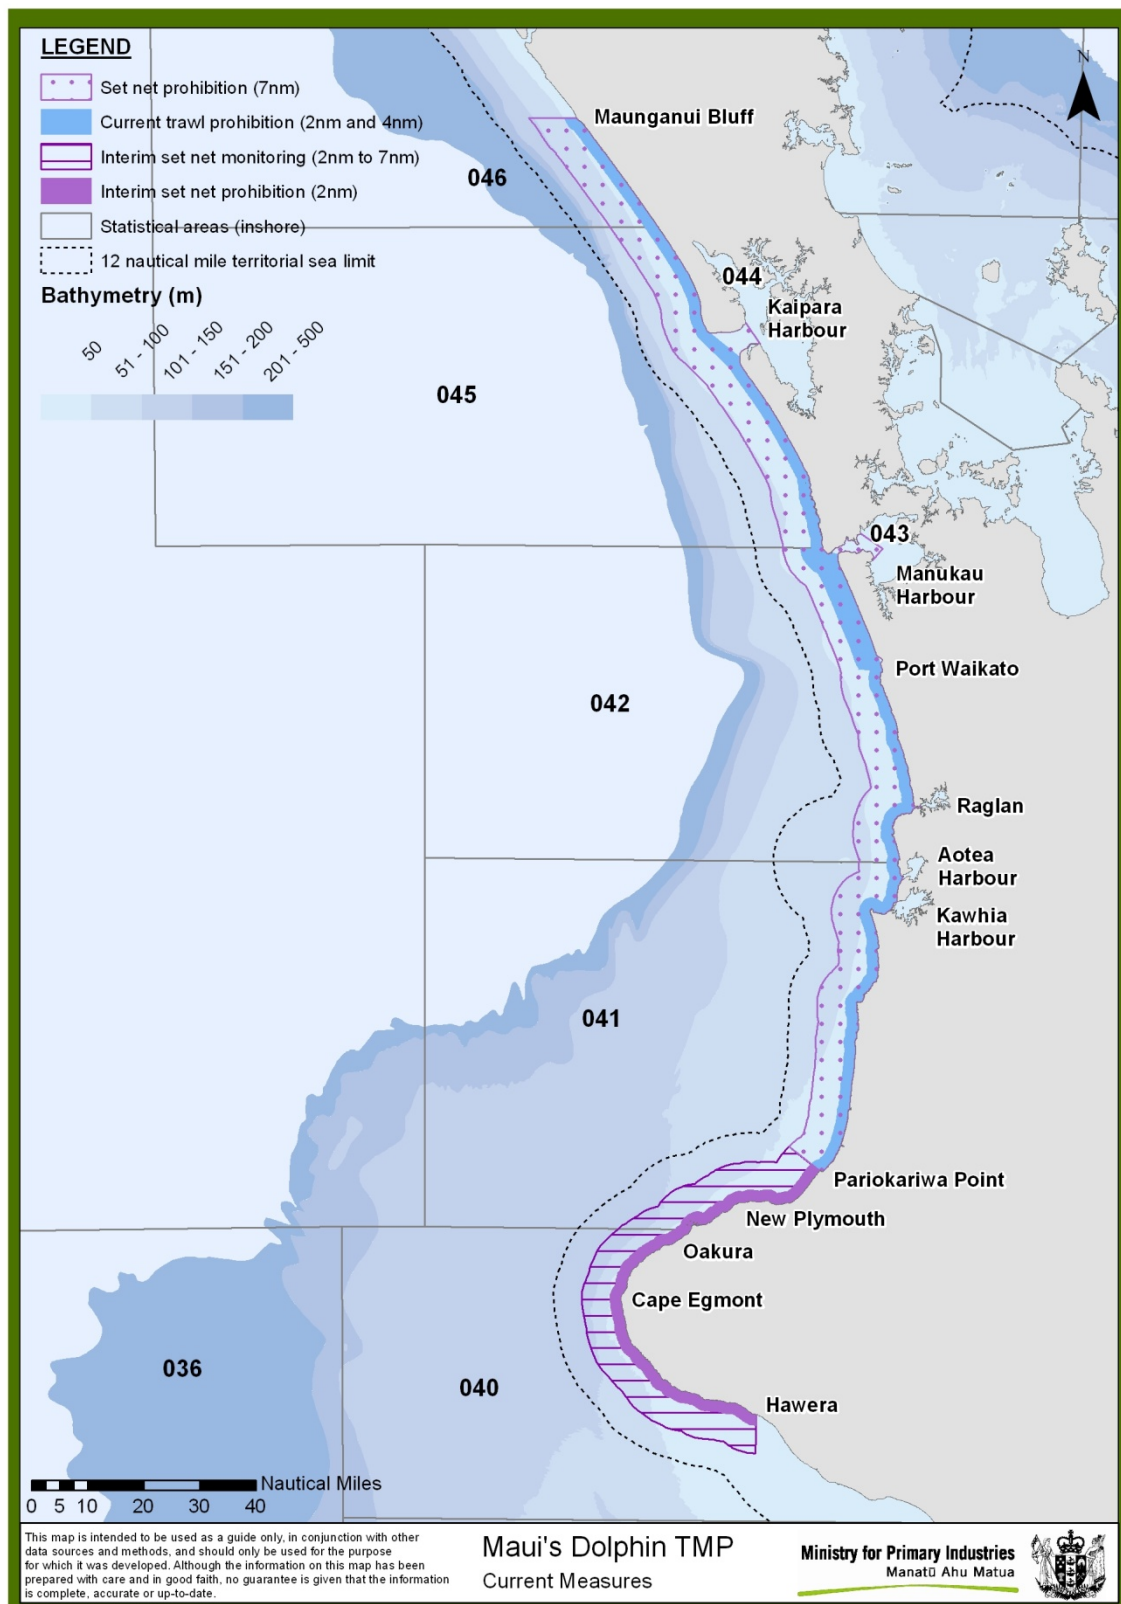 LEGEND
Set net prohibition (7nm)
Current trawl prohibition (2nm and 4nm)
Interim set net monitoring (2nm to 7nm)
Interim set net prohibition (2nm)
Statistical areas (inshore)
12 nautical mile territorial sea limit
Bathymetry (m)
50
51 - 100
101 - 150
151 - 200
201 - 500
N
Maunganui Bluff
046
044
Kaipara
Harbour
045
043
Manukau
Harbour
Port Waikato
042
Raglan
Aotea
Harbour
Kawhia
Harbour
041
Pariokariwa Point
New Plymouth
Oakura
Cape Egmont
036
040
Hawera
Nautical Miles
0 5 10 20 30 40
This map is intended to be used as a guide only, in conjunction with other
data sources and methods, and should only be used for the purpose
for which it was developed. Although the information on this map has been
prepared with care and in good faith, no guarantee is given that the information
is complete, accurate or up-to-date.
Maui's Dolphin TMP
Current Measures
Ministry for Primary Industries
Manatū Ahu Matua